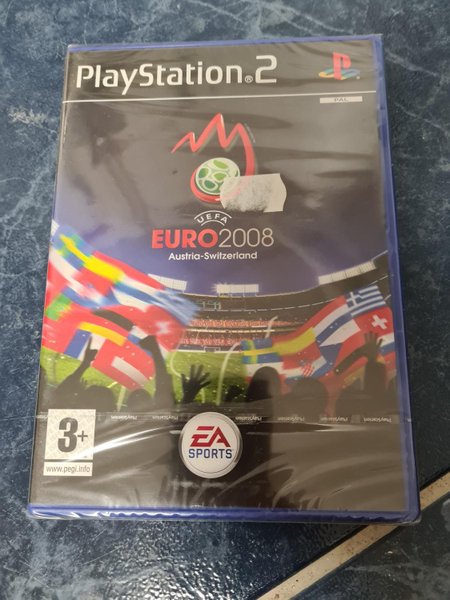 PlayStation®2
PAL
UEFA
EURO2008
Austria-Switzerland
3+
www.pegi.info
EA
SPORTS